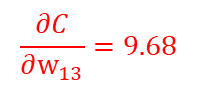 ∂C/∂w₁₃ = 9.68